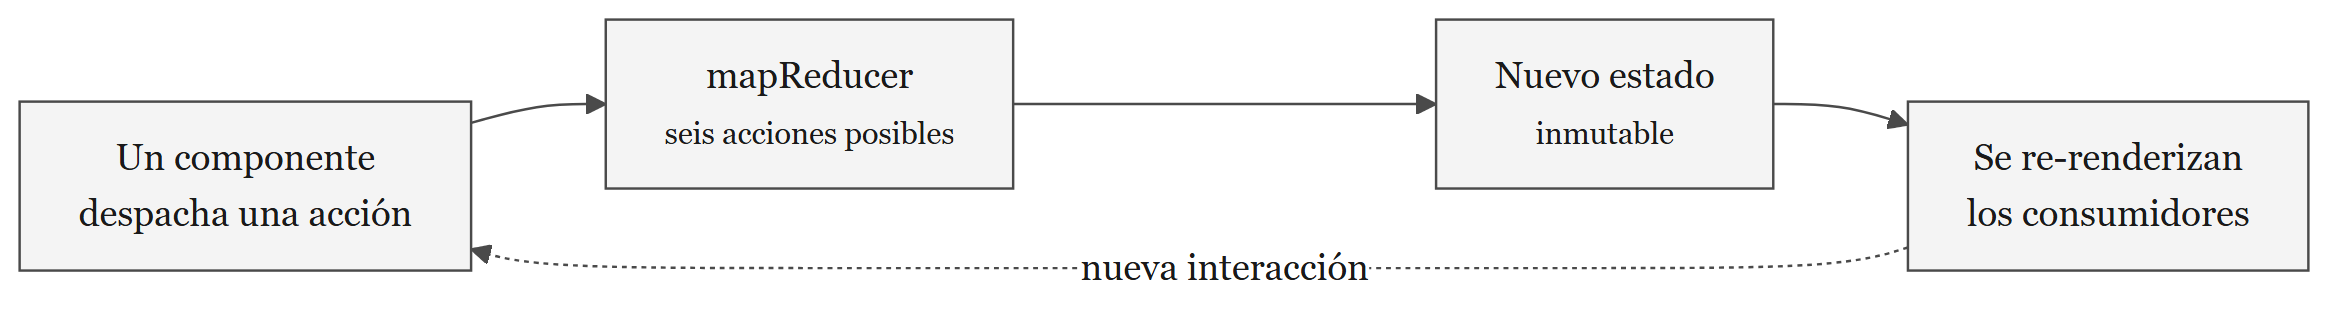 Un componente
despacha una acción
mapReducer
seis acciones posibles
Nuevo estado
inmutable
Se re-renderizan
los consumidores
nueva interacción